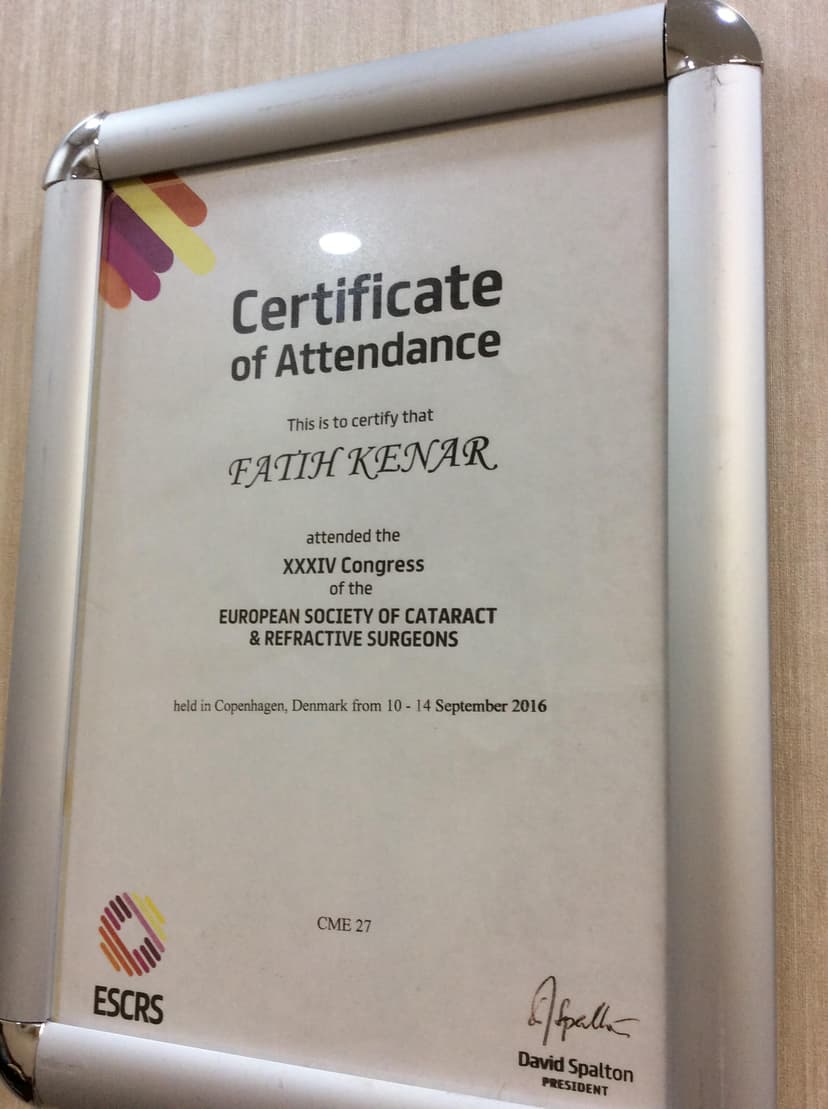 Certificate
of Attendance
This is to certify that
FATIH KENAR
attended the
XXXIV Congress
of the
EUROPEAN SOCIETY OF CATARACT
& REFRACTIVE SURGEONS
held in Copenhagen, Denmark from 10 - 14 September 2016
CME 27
ESCRS
D J Spalton
David Spalton
PRESIDENT